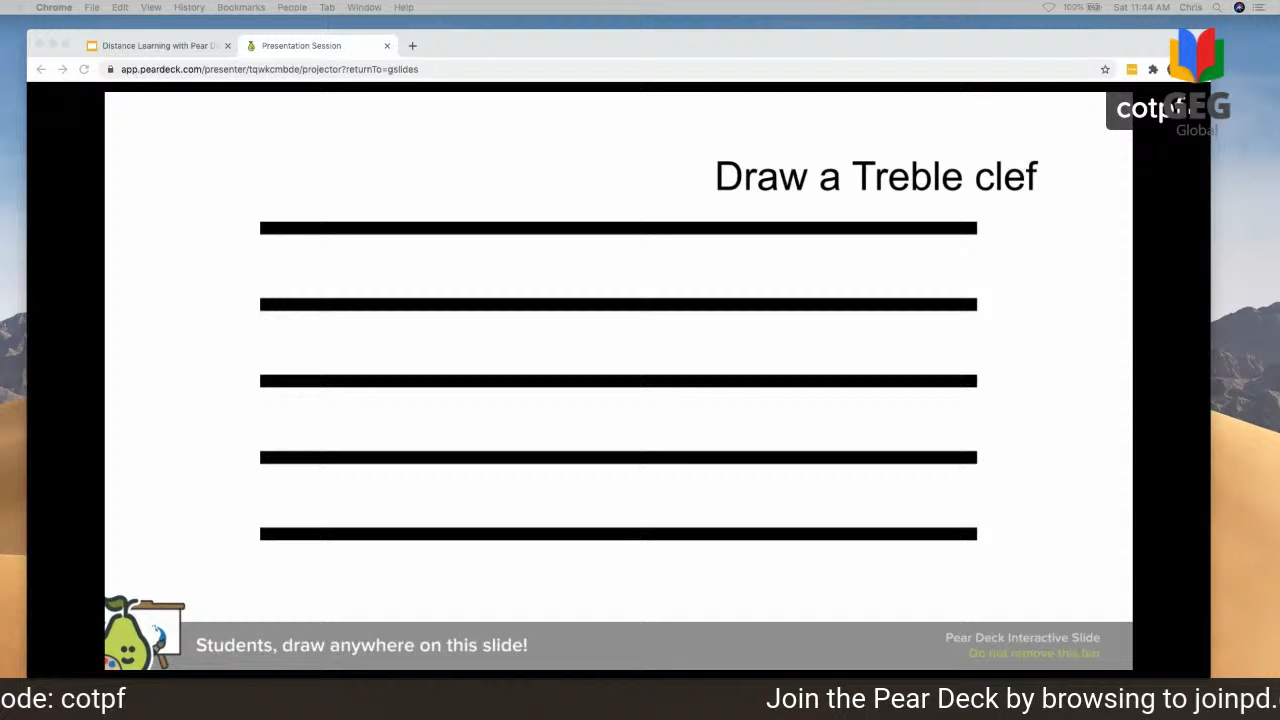 Chrome File Edit View History Bookmarks People Tab Window Help 100% Sat 11:44 AM Chris
Distance Learning with Pear D Presentation Session
app.peardeck.com/presenter/tqwkcmbde/projector?returnTo=gslides
cotpf
GEG
Global
Draw a Treble clef
Students, draw anywhere on this slide!
Pear Deck Interactive Slide
Do not remove this bar
ode: cotpf Join the Pear Deck by browsing to joinpd.